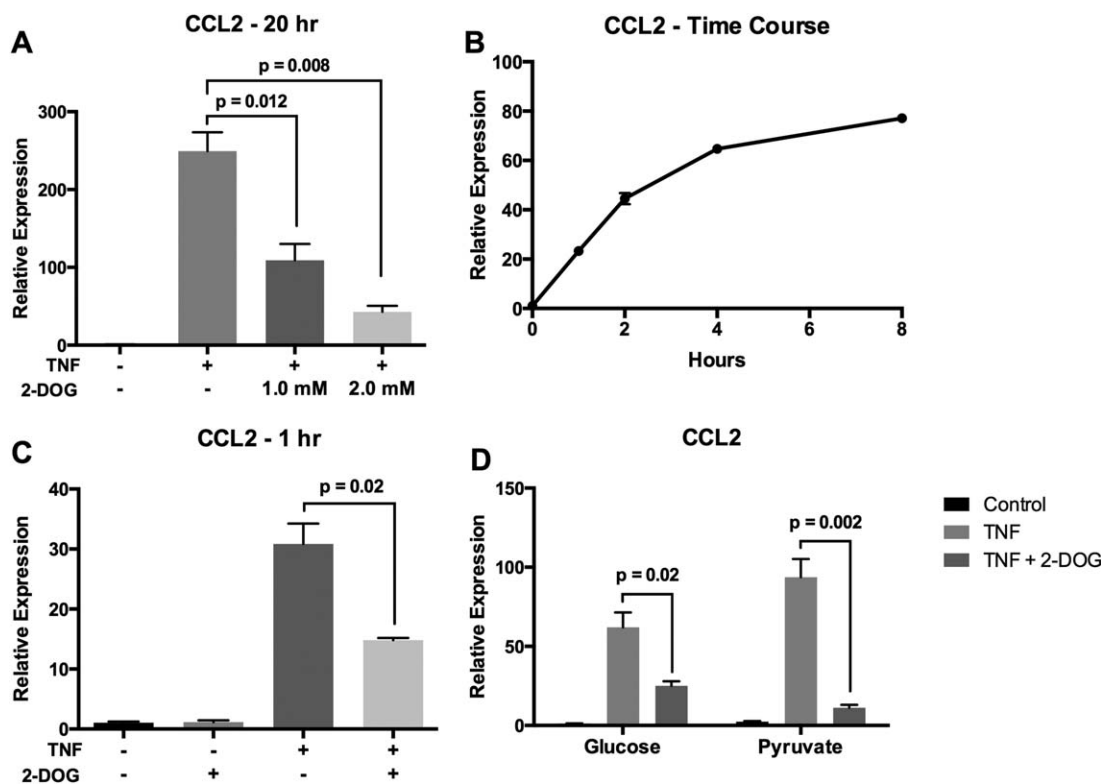 A
CCL2 - 20 hr
p = 0.008
p = 0.012
Relative Expression
300
200
100
0
TNF - + + +
2-DOG - - 1.0 mM 2.0 mM
B
CCL2 - Time Course
Relative Expression
100
80
60
40
20
0
0 2 4 6 8
Hours
C
CCL2 - 1 hr
p = 0.02
Relative Expression
40
30
20
10
0
TNF - - + +
2-DOG - + - +
D
CCL2
p = 0.002
p = 0.02
Relative Expression
150
100
50
0
Glucose Pyruvate
Control
TNF
TNF + 2-DOG